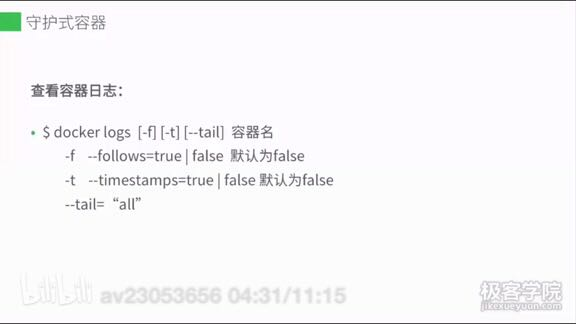 守护式容器
查看容器日志：
• $ docker logs [-f] [-t] [--tail] 容器名
-f --follows=true | false 默认为false
-t --timestamps=true | false 默认为false
--tail= “all”
bilibili av23053656 04:31/11:15
极客学院
jikexueyuan.com